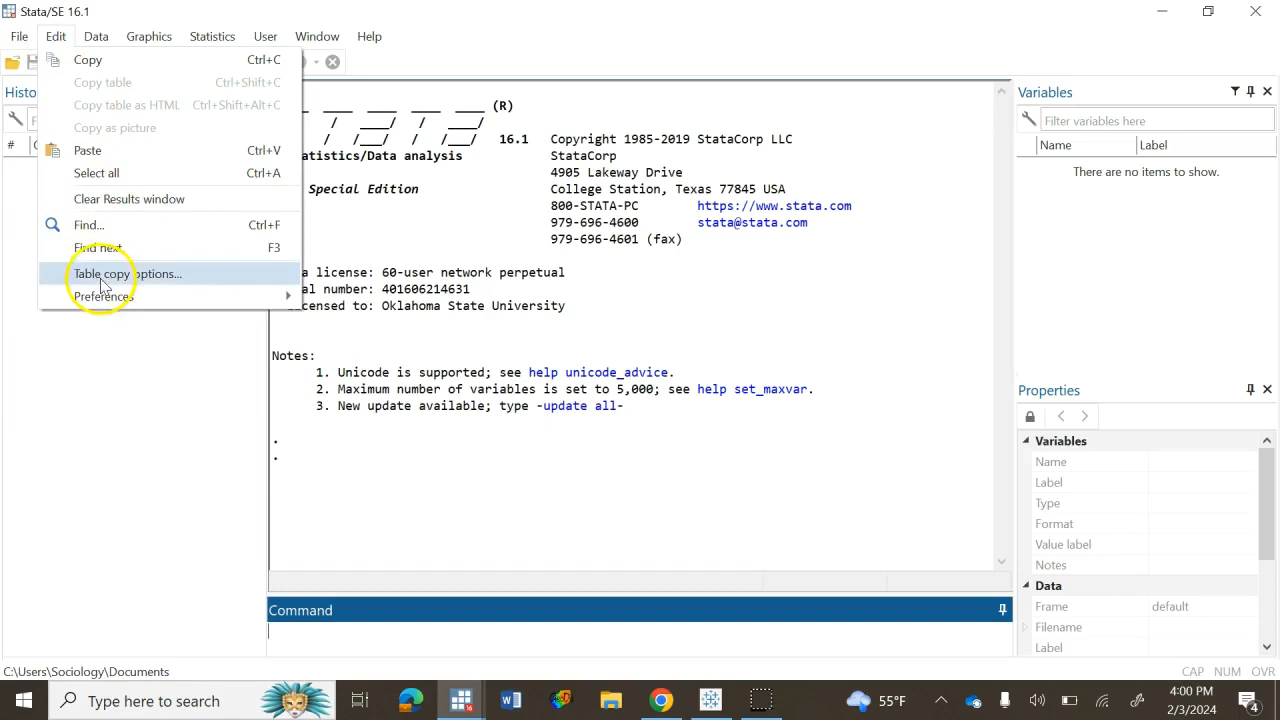 Stata/SE 16.1
File Edit Data Graphics Statistics User Window Help
Copy Ctrl+C
Copy table Ctrl+Shift+C
Copy table as HTML Ctrl+Shift+Alt+C
Copy as picture
Paste Ctrl+V
Select all Ctrl+A
Clear Results window
Find... Ctrl+F
Find next F3
Table copy options...
Preferences
Histo
#
(R)
16.1 Copyright 1985-2019 StataCorp LLC
tatistics/Data analysis StataCorp
4905 Lakeway Drive
Special Edition College Station, Texas 77845 USA
800-STATA-PC https://www.stata.com
979-696-4600 stata@stata.com
979-696-4601 (fax)
a license: 60-user network perpetual
al number: 401606214631
censed to: Oklahoma State University
Notes:
1. Unicode is supported; see help unicode_advice.
2. Maximum number of variables is set to 5,000; see help set_maxvar.
3. New update available; type -update all-
.
.
Command
Variables
Filter variables here
Name Label
There are no items to show.
Properties
Variables
Name
Label
Type
Format
Value label
Notes
Data
Frame default
Filename
Label
C:\Users\Sociology\Documents
CAP NUM OVR
Type here to search
55°F
4:00 PM
2/3/2024
4